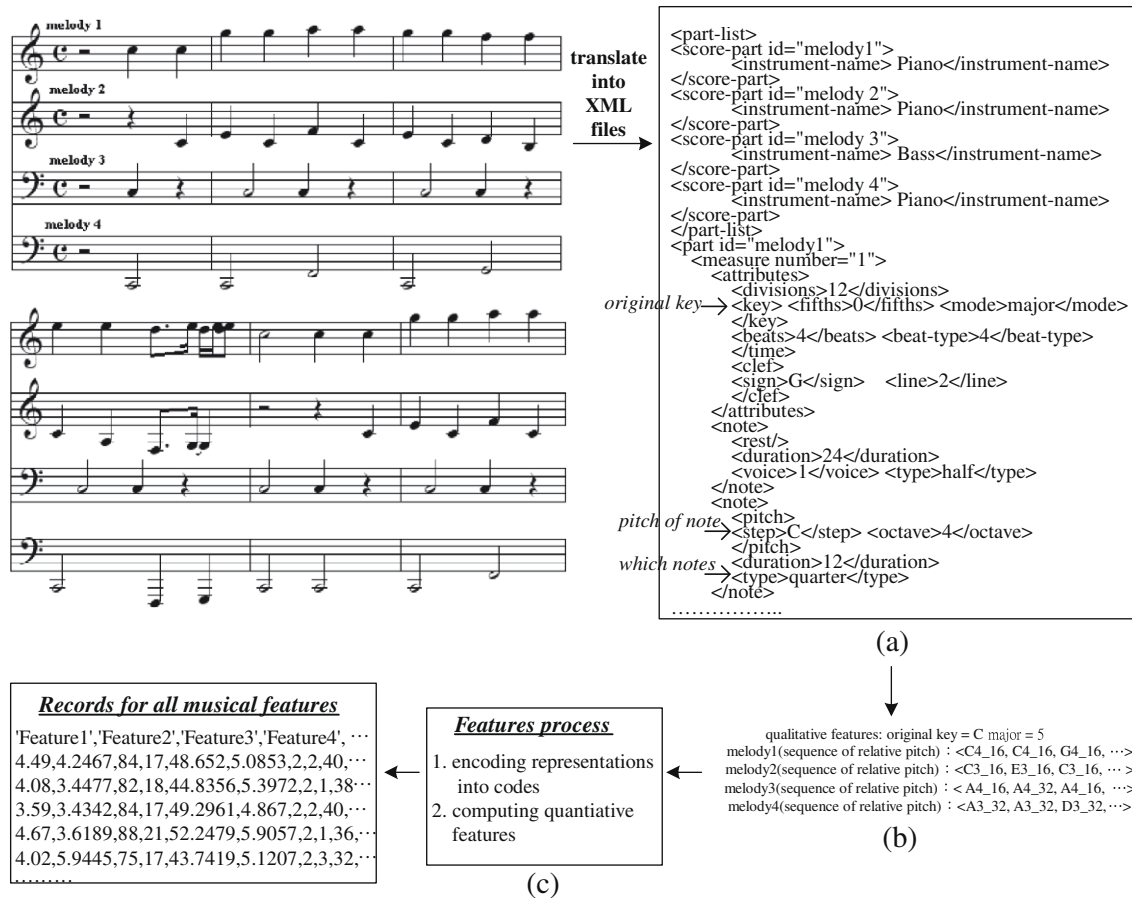 melody 1
melody 2
melody 3
melody 4
translate
into
XML
files
<part-list>
<score-part id="melody1">
<instrument-name> Piano</instrument-name>
</score-part>
<score-part id="melody 2">
<instrument-name> Piano</instrument-name>
</score-part>
<score-part id="melody 3">
<instrument-name> Bass</instrument-name>
</score-part>
<score-part id="melody 4">
<instrument-name> Piano</instrument-name>
</score-part>
</part-list>
<part id="melody1">
<measure number="1">
<attributes>
<divisions>12</divisions>
original key
<key> <fifths>0</fifths> <mode>major</mode>
</key>
<beats>4</beats> <beat-type>4</beat-type>
</time>
<clef>
<sign>G</sign> <line>2</line>
</clef>
</attributes>
<note>
<rest/>
<duration>24</duration>
<voice>1</voice> <type>half</type>
</note>
<note>
<pitch>
pitch of note
<step>C</step> <octave>4</octave>
</pitch>
<duration>12</duration>
which notes
<type>quarter</type>
</note>
……………..
(a)
qualitative features: original key = C major = 5
melody1(sequence of relative pitch)：<C4_16, C4_16, G4_16, ⋯>
melody2(sequence of relative pitch)：<C3_16, E3_16, C3_16, ⋯>
melody3(sequence of relative pitch)：< A4_16, A4_32, A4_16, ⋯>
melody4(sequence of relative pitch)：<A3_32, A3_32, D3_32,⋯>
(b)
Features process
1. encoding representations
into codes
2. computing quantiative
features
Records for all musical features
'Feature1','Feature2','Feature3','Feature4', ⋯
4.49,4.2467,84,17,48.652,5.0853,2,2,40,⋯
4.08,3.4477,82,18,44.8356,5.3972,2,1,38⋯
3.59,3.4342,84,17,49.2961,4.867,2,2,40,⋯
4.67,3.6189,88,21,52.2479,5.9057,2,1,36,⋯
4.02,5.9445,75,17,43.7419,5.1207,2,3,32,⋯
………
(c)